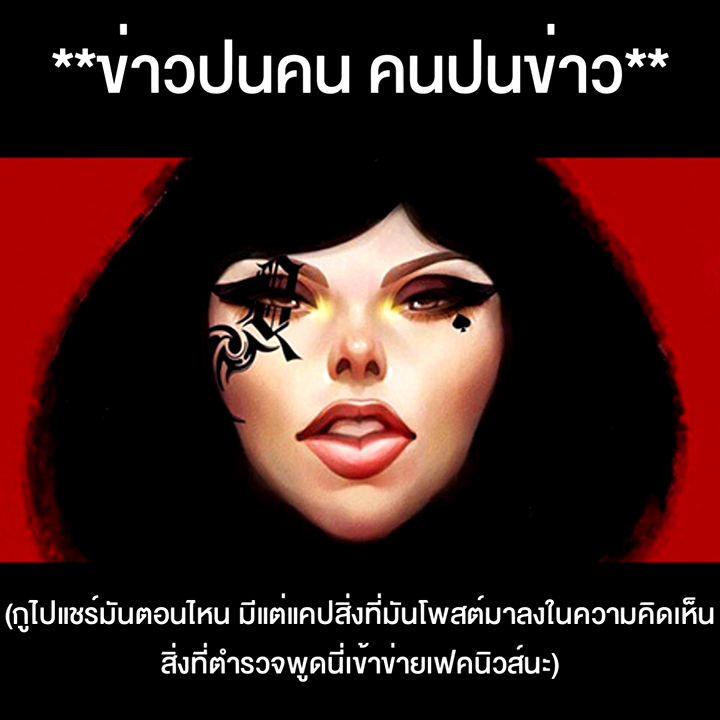 **ข่าวปนคน คนปนข่าว**
(กูไปแชร์มันตอนไหน มีแต่แคปสิ่งที่มันโพสต์มาลงในความคิดเห็น
สิ่งที่ตำรวจพูดนี่เข้าข่ายเฟคนิวส์นะ)